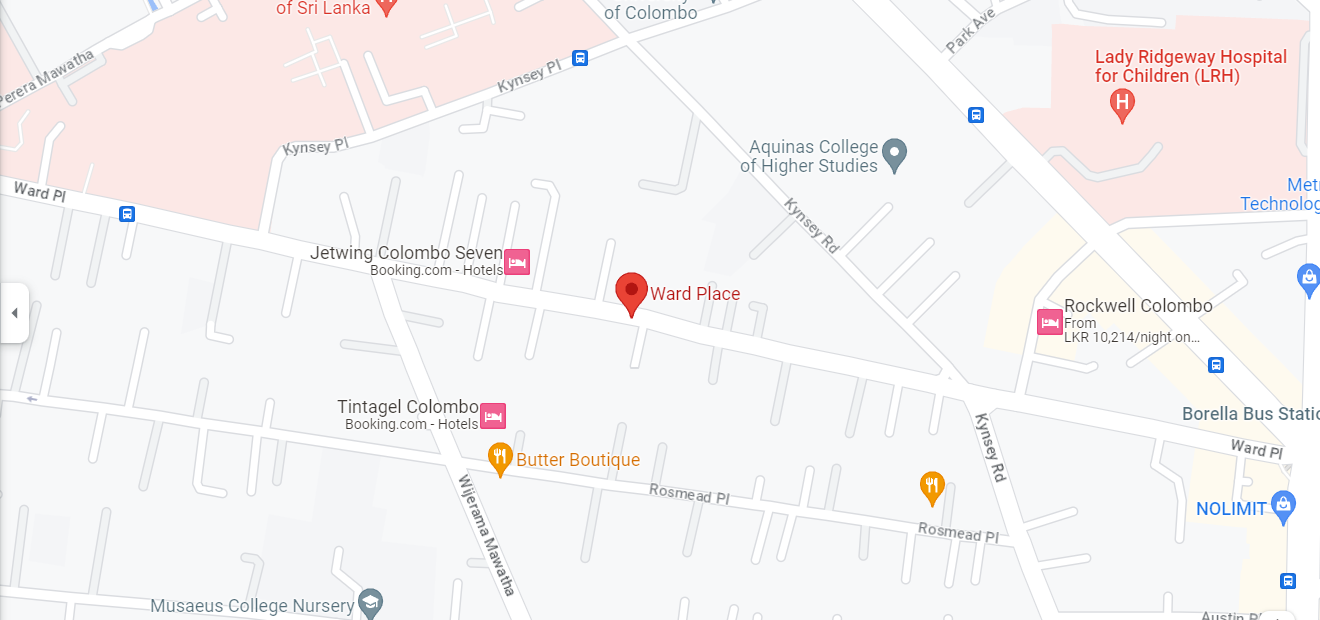 of Sri Lanka
of Colombo
Park Ave
Perera Mawatha
Kynsey Pl
Lady Ridgeway Hospital
for Children (LRH)
H
Kynsey Pl
Aquinas College
of Higher Studies
Ward Pl
Kynsey Rd
Jetwing Colombo Seven
Booking.com - Hotels
Ward Place
Rockwell Colombo
From
LKR 10,214/night on...
Tintagel Colombo
Booking.com - Hotels
Butter Boutique
Borella Bus
Kynsey Rd
Ward Pl
Rosmead Pl
Wijerama Mawatha
NOLIMIT
Rosmead Pl
Musaeus College Nursery
Austin